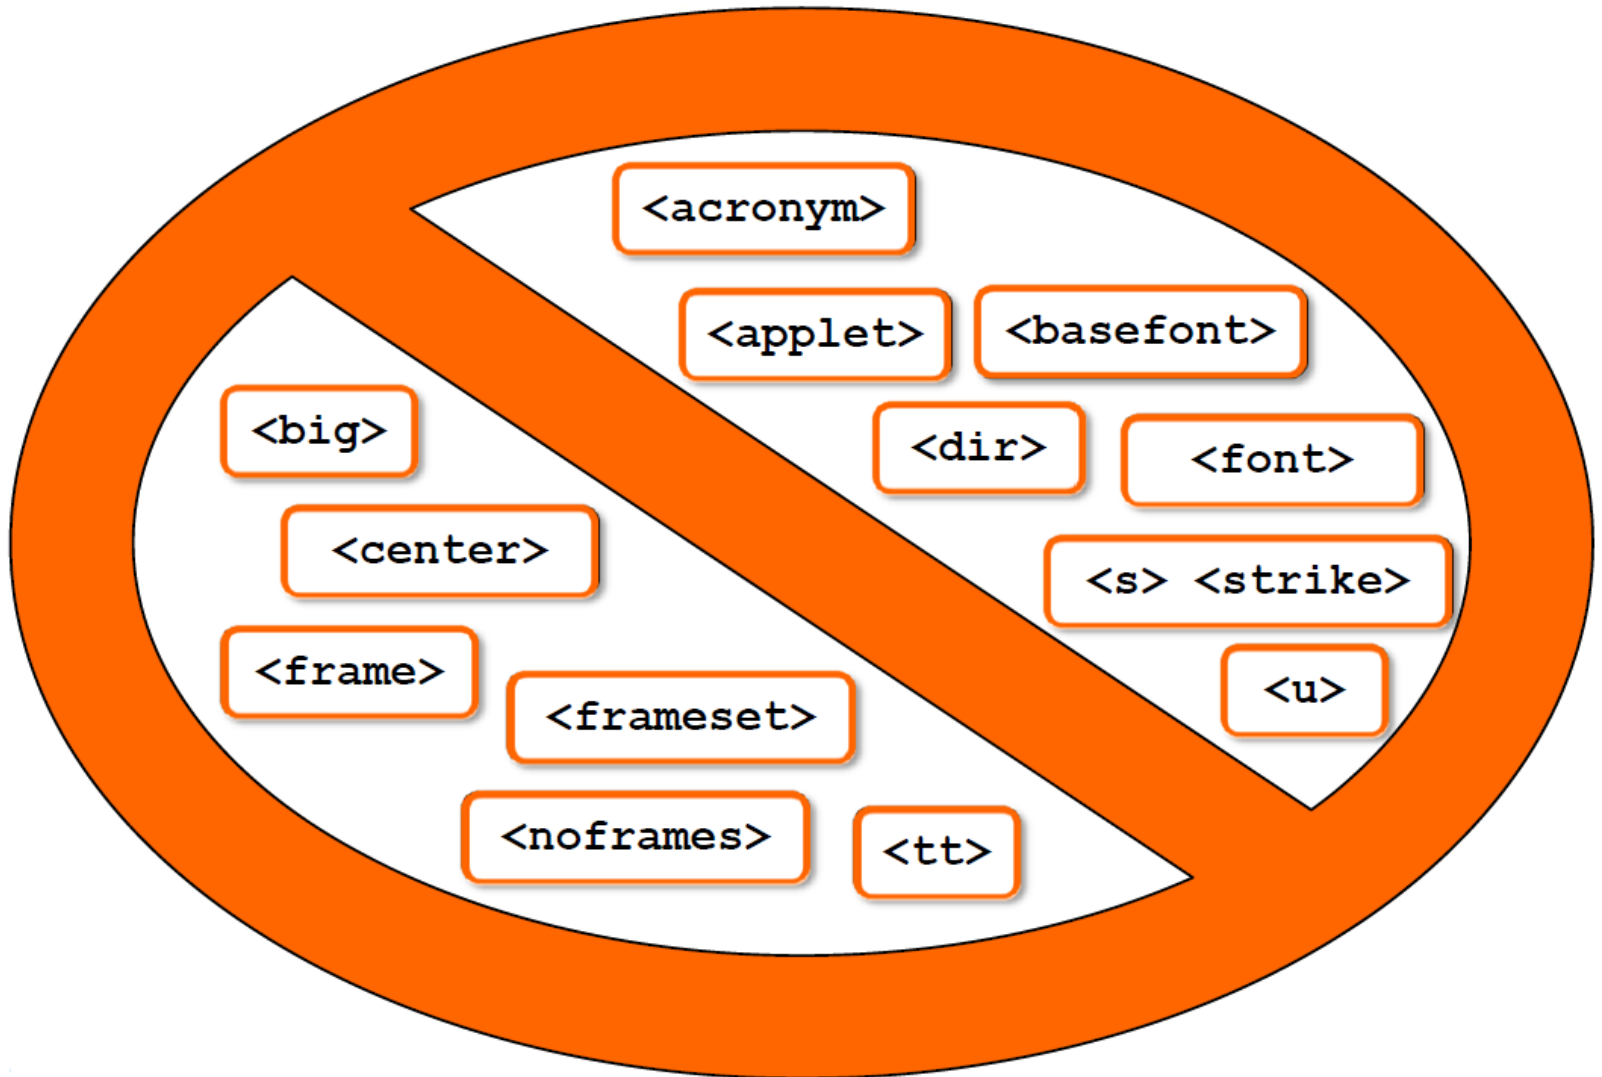 <acronym>
<applet> <basefont>
<big>
<dir> <font>
<center>
<s> <strike>
<frame>
<u>
<frameset>
<noframes>
<tt>